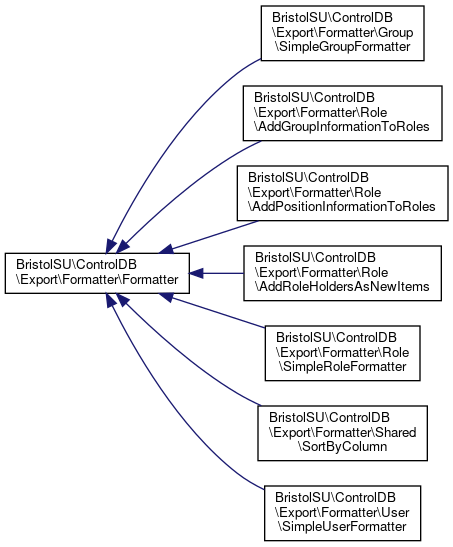 BristolSU\ControlDB
\Export\Formatter\Group
\SimpleGroupFormatter
BristolSU\ControlDB
\Export\Formatter\Role
\AddGroupInformationToRoles
BristolSU\ControlDB
\Export\Formatter\Role
\AddPositionInformationToRoles
BristolSU\ControlDB
\Export\Formatter\Formatter
BristolSU\ControlDB
\Export\Formatter\Role
\AddRoleHoldersAsNewItems
BristolSU\ControlDB
\Export\Formatter\Role
\SimpleRoleFormatter
BristolSU\ControlDB
\Export\Formatter\Shared
\SortByColumn
BristolSU\ControlDB
\Export\Formatter\User
\SimpleUserFormatter